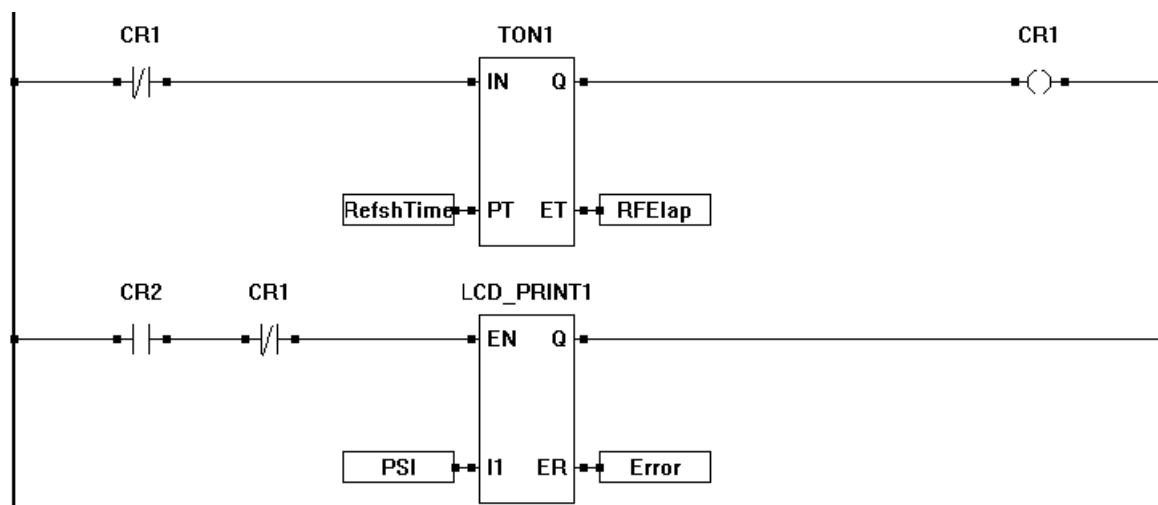 CR1 TON1 CR1
IN Q
RefshTime PT ET RFElap
CR2 CR1 LCD_PRINT1
EN Q
PSI I1 ER Error